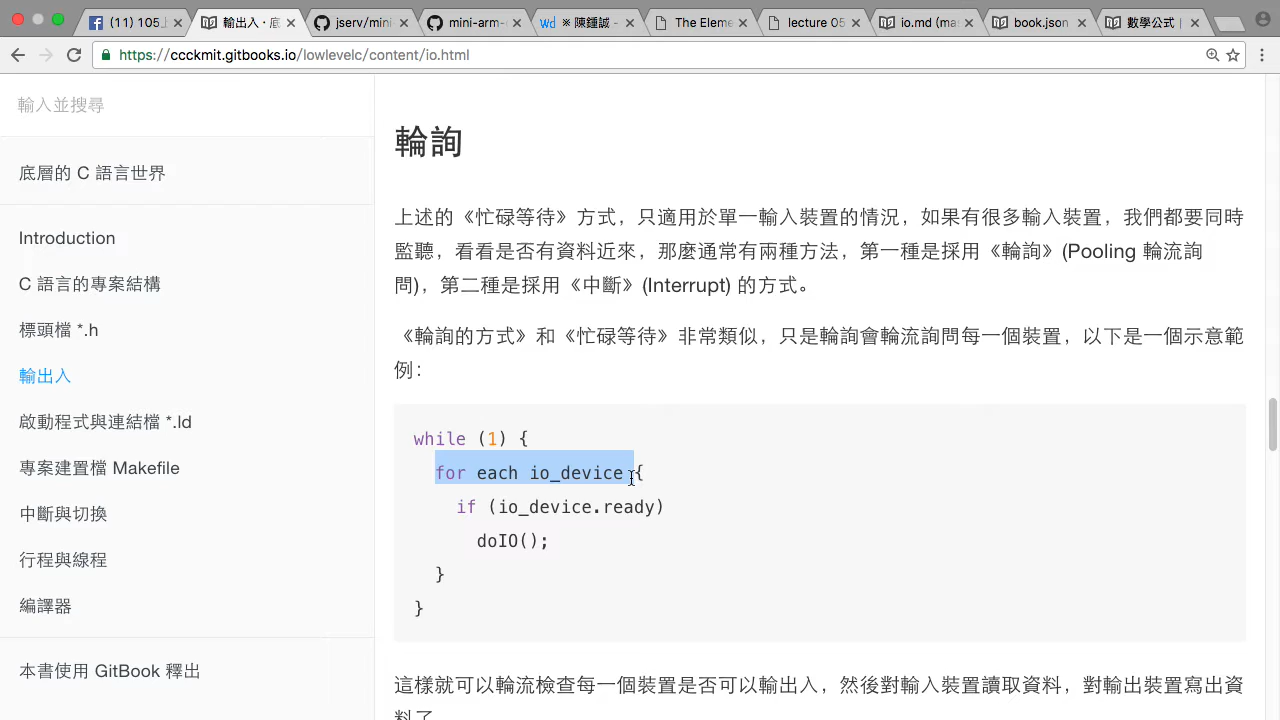 (11) 105上
輸出入 · 底
jserv/mini
mini-arm-
※ 陳鍾誠 -
The Eleme
lecture 05
io.md (ma
book.json
數學公式 |
https://ccckmit.gitbooks.io/lowlevelc/content/io.html
輸入並搜尋
底層的 C 語言世界
Introduction
C 語言的專案結構
標頭檔 *.h
輸出入
啟動程式與連結檔 *.ld
專案建置檔 Makefile
中斷與切換
行程與線程
編譯器
本書使用 GitBook 釋出
輪詢
上述的《忙碌等待》方式，只適用於單一輸入裝置的情況，如果有很多輸入裝置，我們都要同時
監聽，看看是否有資料近來，那麼通常有兩種方法，第一種是採用《輪詢》(Pooling 輪流詢
問)，第二種是採用《中斷》(Interrupt) 的方式。
《輪詢的方式》和《忙碌等待》非常類似，只是輪詢會輪流詢問每一個裝置，以下是一個示意範
例：
while (1) {
for each io_device {
if (io_device.ready)
doIO();
}
}
這樣就可以輪流檢查每一個裝置是否可以輸出入，然後對輸入裝置讀取資料，對輸出裝置寫出資
料了